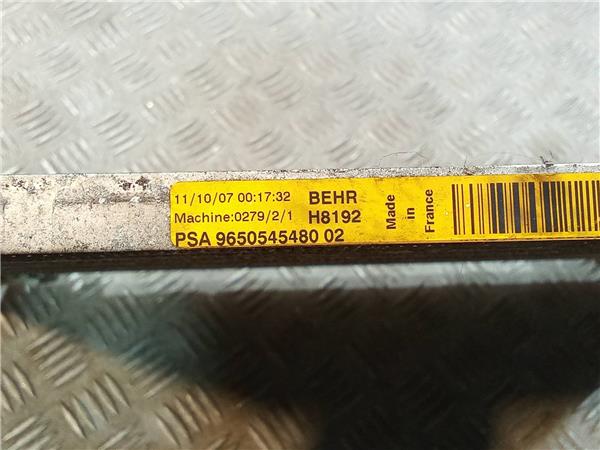 11/10/07 00:17:32 BEHR
Machine:0279/2/1 H8192
PSA 9650545480 02
Made
in
France